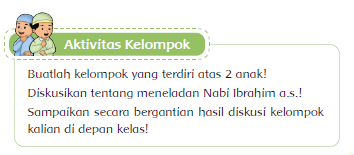 Aktivitas Kelompok
Buatlah kelompok yang terdiri atas 2 anak!
Diskusikan tentang meneladan Nabi Ibrahim a.s.!
Sampaikan secara bergantian hasil diskusi kelompok
kalian di depan kelas!